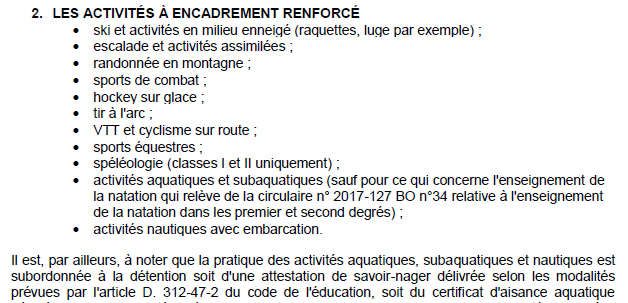 2. LES ACTIVITÉS À ENCADREMENT RENFORCÉ
• ski et activités en milieu enneigé (raquettes, luge par exemple) ;
• escalade et activités assimilées ;
• randonnée en montagne ;
• sports de combat ;
• hockey sur glace ;
• tir à l'arc ;
• VTT et cyclisme sur route ;
• sports équestres ;
• spéléologie (classes I et II uniquement) ;
• activités aquatiques et subaquatiques (sauf pour ce qui concerne l'enseignement de
la natation qui relève de la circulaire n° 2017-127 BO n°34 relative à l'enseignement
de la natation dans les premier et second degrés) ;
• activités nautiques avec embarcation.
Il est, par ailleurs, à noter que la pratique des activités aquatiques, subaquatiques et nautiques est
subordonnée à la détention soit d'une attestation de savoir-nager délivrée selon les modalités
prévues par l'article D. 312-47-2 du code de l'éducation, soit du certificat d'aisance aquatique